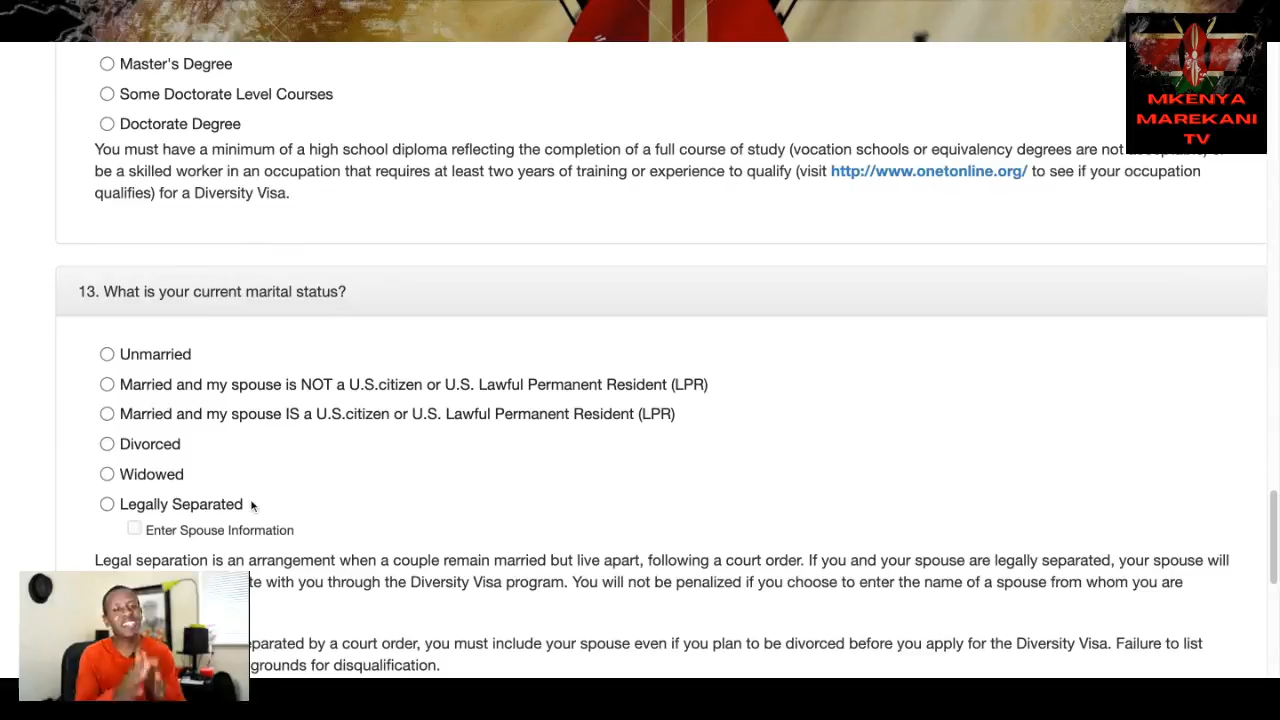 Master's Degree
Some Doctorate Level Courses
Doctorate Degree
MKENYA
MAREKANI
TV
You must have a minimum of a high school diploma reflecting the completion of a full course of study (vocation schools or equivalency degrees are not
be a skilled worker in an occupation that requires at least two years of training or experience to qualify (visit http://www.onetonline.org/ to see if your occupation
qualifies) for a Diversity Visa.
13. What is your current marital status?
Unmarried
Married and my spouse is NOT a U.S.citizen or U.S. Lawful Permanent Resident (LPR)
Married and my spouse IS a U.S.citizen or U.S. Lawful Permanent Resident (LPR)
Divorced
Widowed
Legally Separated
Enter Spouse Information
Legal separation is an arrangement when a couple remain married but live apart, following a court order. If you and your spouse are legally separated, your spouse will
with you through the Diversity Visa program. You will not be penalized if you choose to enter the name of a spouse from whom you are
by a court order, you must include your spouse even if you plan to be divorced before you apply for the Diversity Visa. Failure to list
grounds for disqualification.